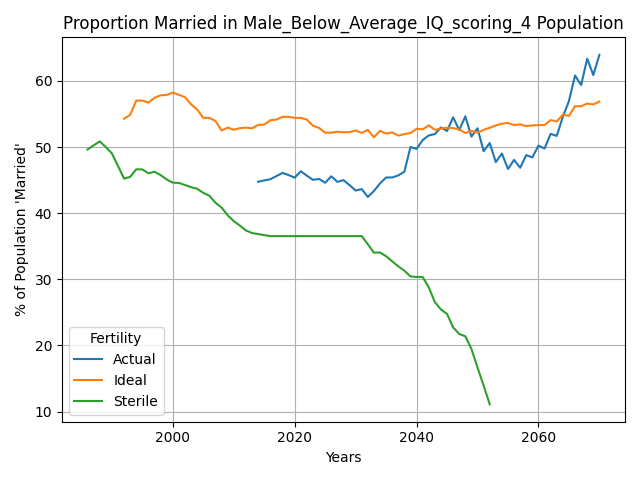 Proportion Married in Male_Below_Average_IQ_scoring_4 Population
% of Population 'Married'
60
50
40
30
20
10
Fertility
Actual
Ideal
Sterile
2000
2020
2040
2060
Years